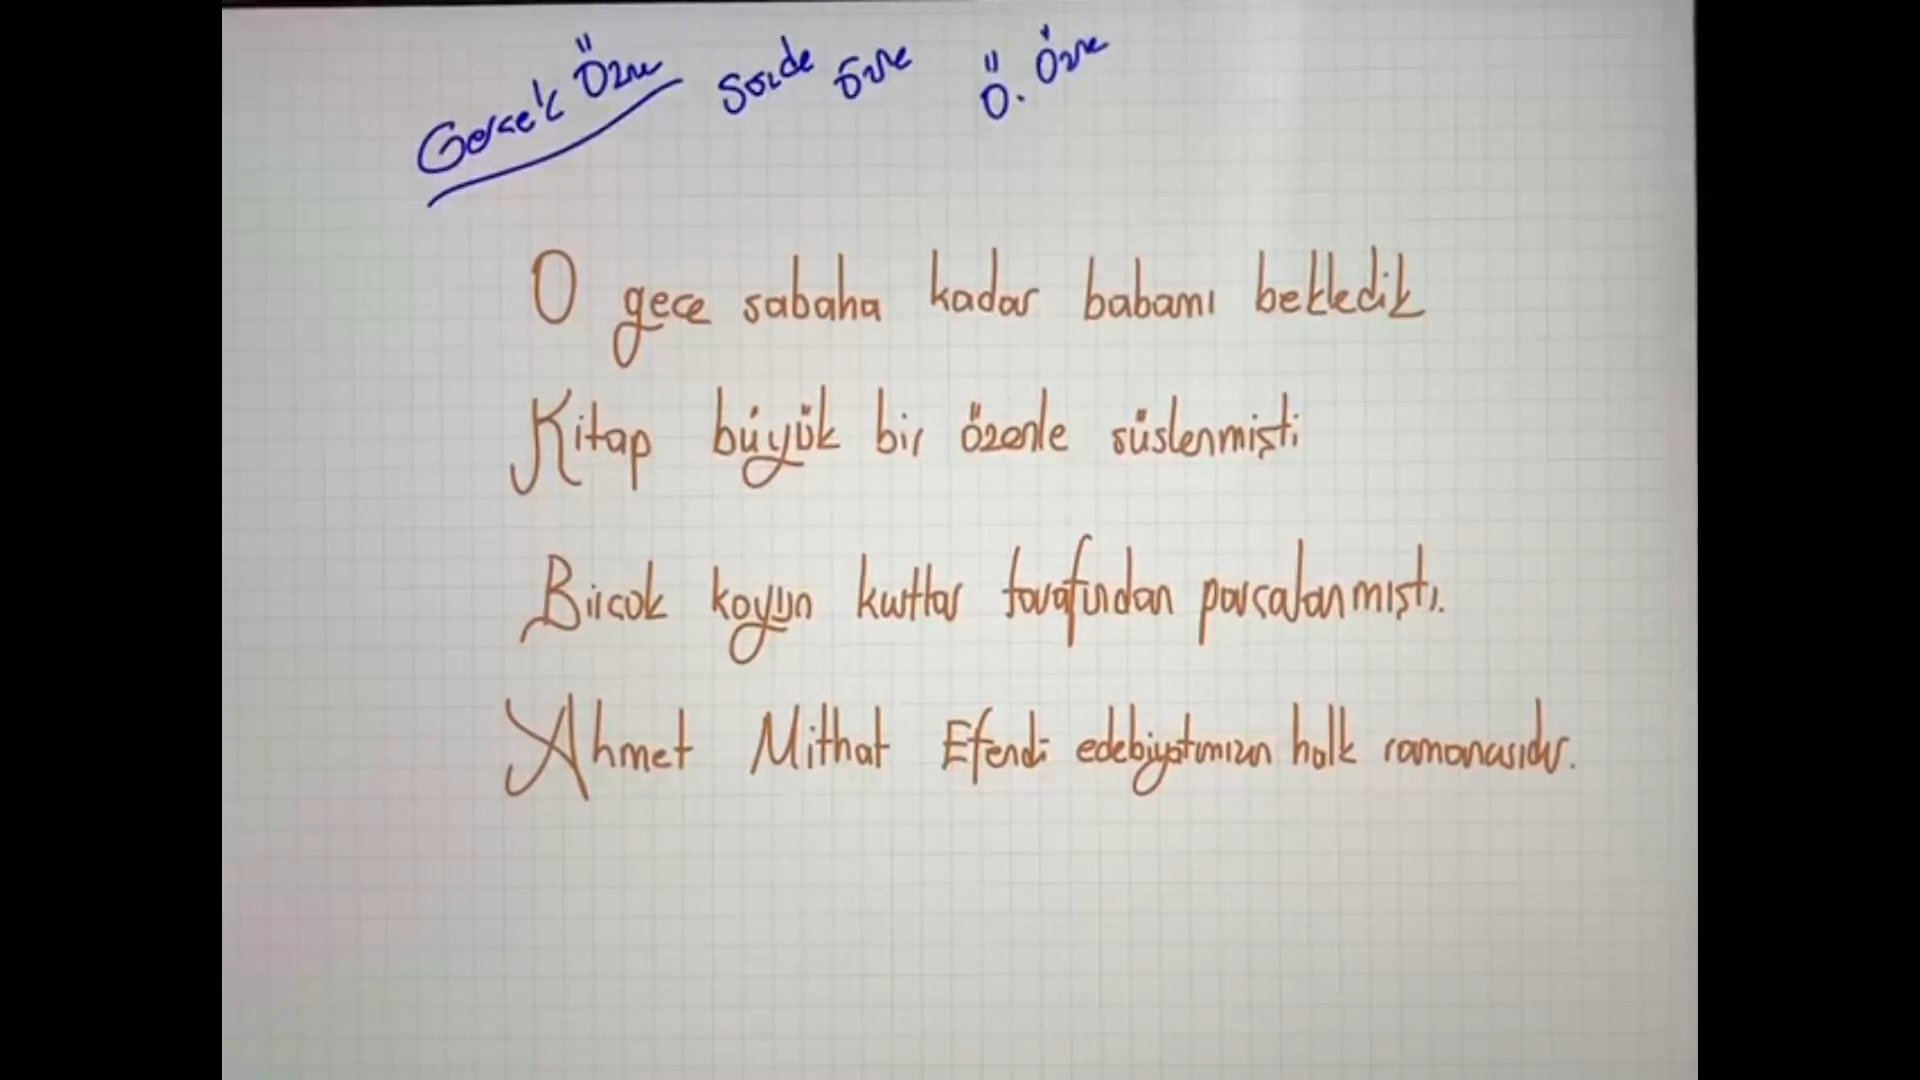 Gerçek Özne Sözde Özne Ö. Özne
O gece sabaha kadar babamı bekledik
Kitap büyük bir özenle süslenmişti
Birçok koyun kurtlar tarafından parçalanmıştı.
Ahmet Mithat Efendi edebiyatımızın halk romancısıdır.